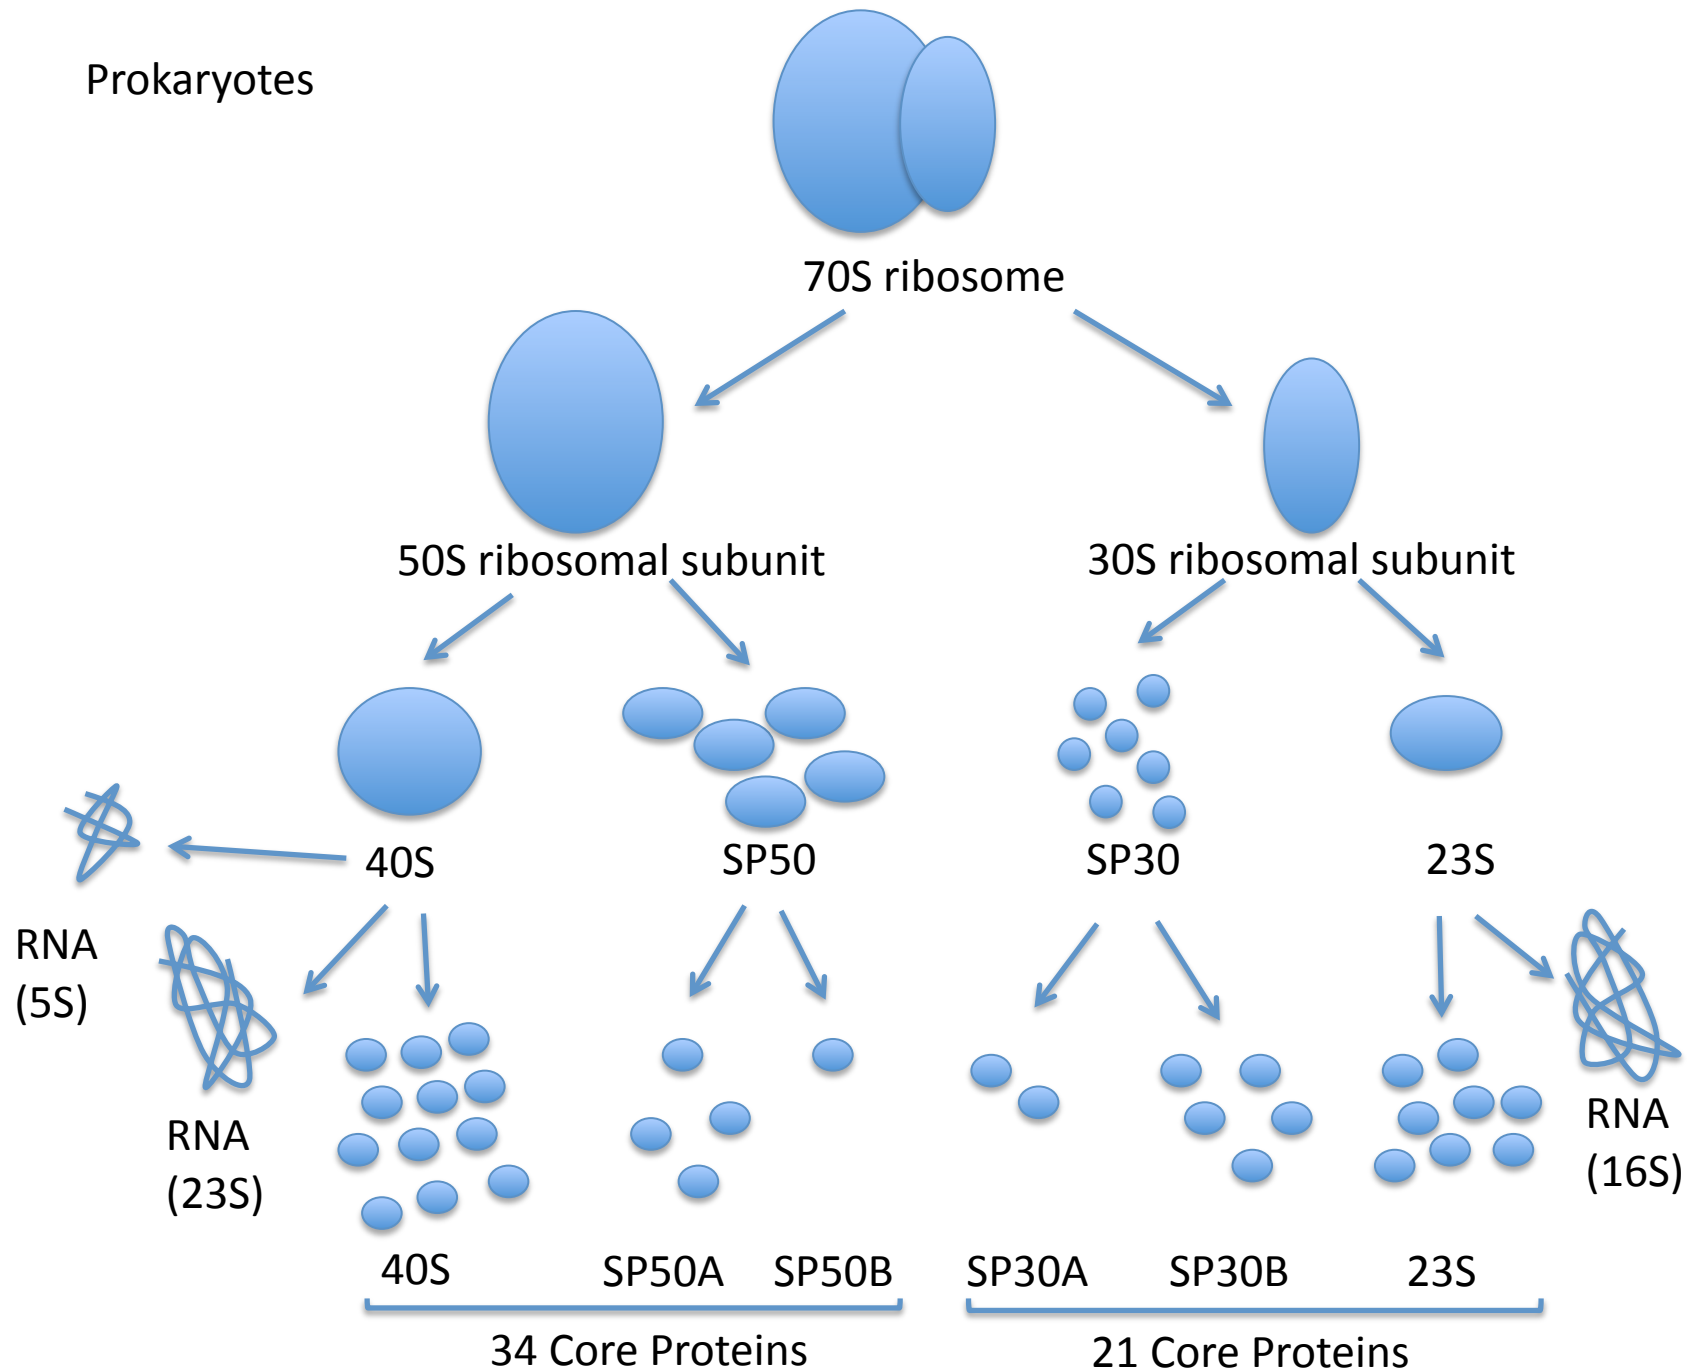 Prokaryotes
70S ribosome
50S ribosomal subunit
30S ribosomal subunit
40S
SP50
SP30
23S
RNA
(5S)
RNA
(23S)
RNA
(16S)
40S
SP50A
SP50B
SP30A
SP30B
23S
34 Core Proteins
21 Core Proteins